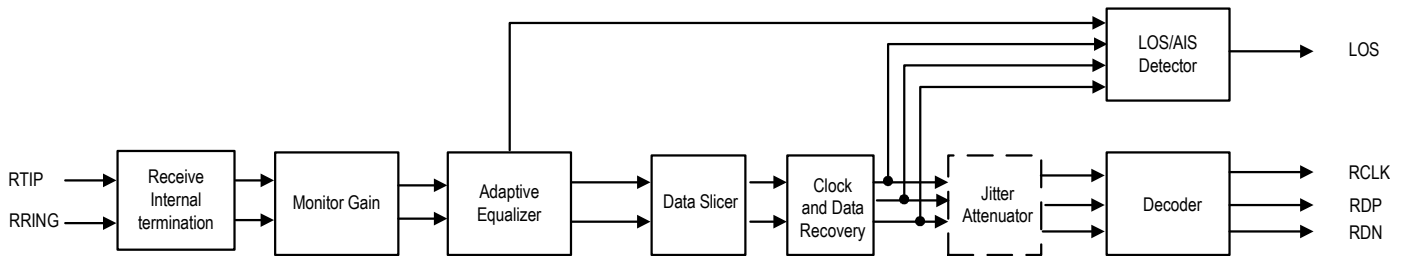 LOS/AIS
Detector
LOS
RTIP
RRING
Receive
Internal
termination
Monitor Gain
Adaptive
Equalizer
Data Slicer
Clock
and Data
Recovery
Jitter
Attenuator
Decoder
RCLK
RDP
RDN